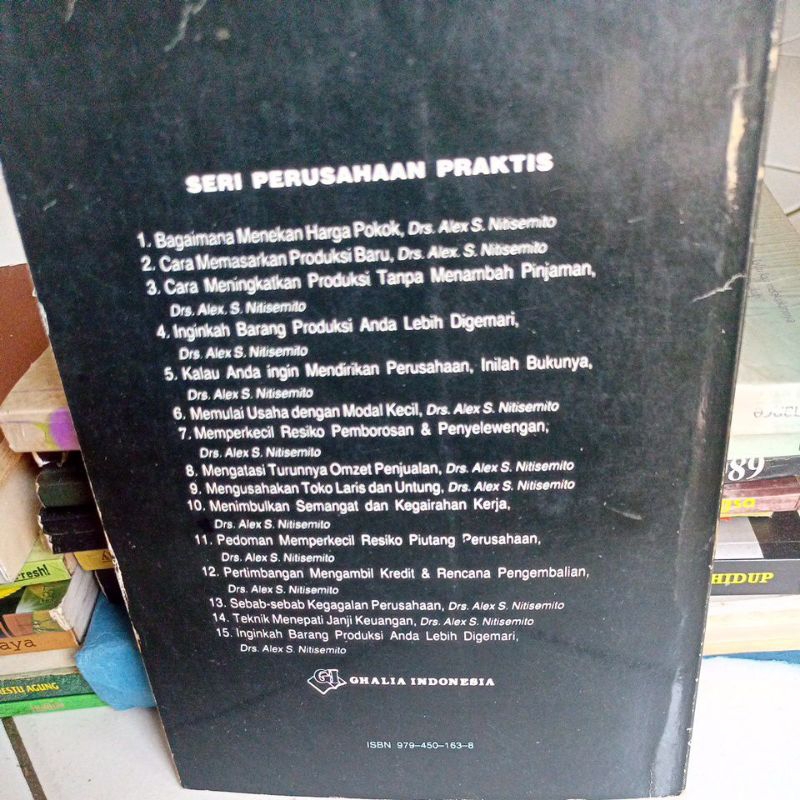 SERI PERUSAHAAN PRAKTIS
1. Bagaimana Menekan Harga Pokok, Drs. Alex S. Nitisemito
2. Cara Memasarkan Produksi Baru, Drs. Alex. S. Nitisemito
3. Cara Meningkatkan Produksi Tanpa Menambah Pinjaman,
Drs. Alex. S. Nitisemito
4. Inginkah Barang Produksi Anda Lebih Digemari,
Drs. Alex S. Nitisemito
5. Kalau Anda ingin Mendirikan Perusahaan, Inilah Bukunya,
Drs. Alex S. Nitisemito
6. Memulai Usaha dengan Modal Kecil, Drs. Alex S. Nitisemito
7. Memperkecil Resiko Pemborosan & Penyelewengan,
Drs. Alex S. Nitisemito
8. Mengatasi Turunnya Omzet Penjualan, Drs. Alex S. Nitisemito
9. Mengusahakan Toko Laris dan Untung, Drs. Alex S. Nitisemito
10. Menimbulkan Semangat dan Kegairahan Kerja,
Drs. Alex S. Nitisemito
11. Pedoman Memperkecil Resiko Piutang Perusahaan,
Drs. Alex S. Nitisemito
12. Pertimbangan Mengambil Kredit & Rencana Pengembalian,
Drs. Alex S. Nitisemito
13. Sebab-sebab Kegagalan Perusahaan, Drs. Alex S. Nitisemito
14. Teknik Menepati Janji Keuangan, Drs. Alex S. Nitisemito
15. Inginkah Barang Produksi Anda Lebih Digemari,
Drs. Alex S. Nitisemito
GI GHALIA INDONESIA
ISBN 979-450-163-8
resh!
aya
ESTU AGUNG
89
HIDUP